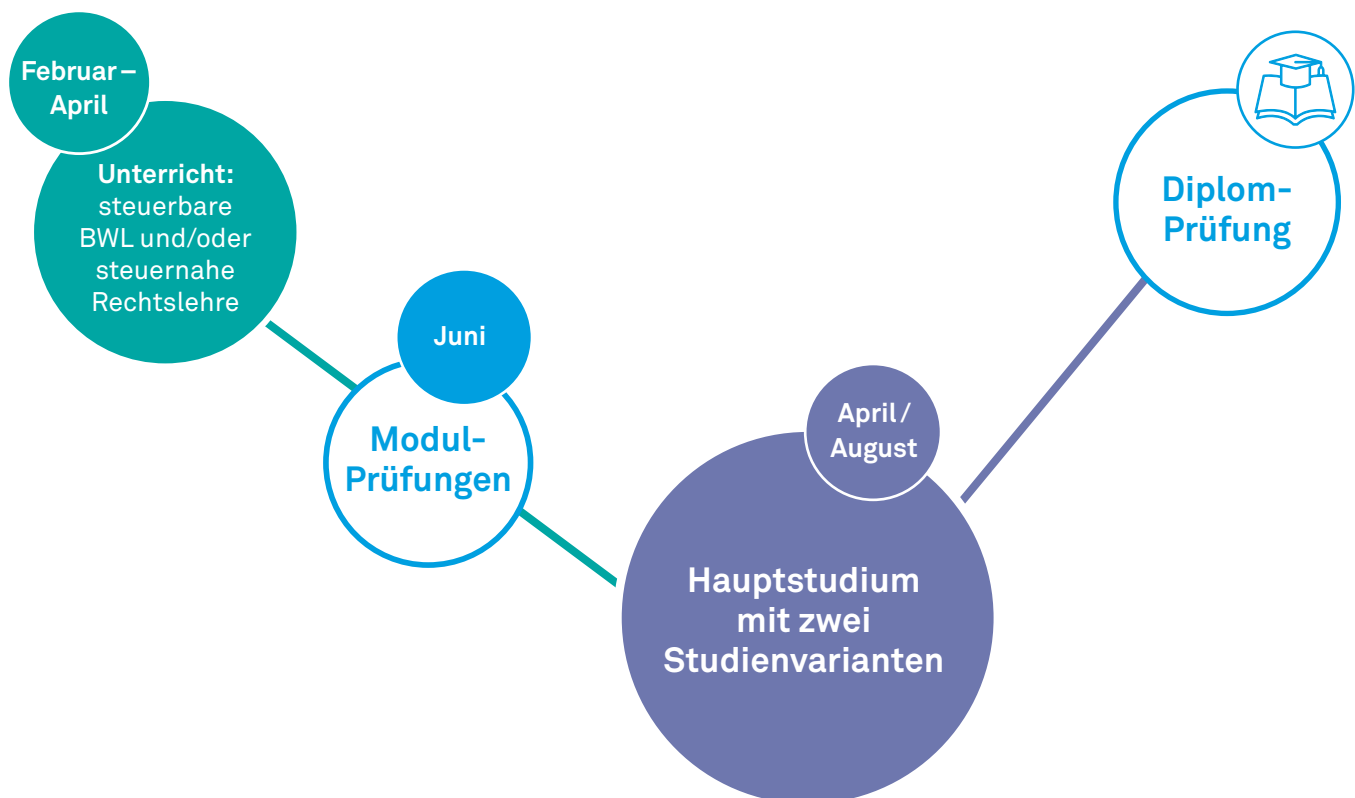 Februar –
April
Unterricht:
steuerbare
BWL und/oder
steuernahe
Rechtslehre
Juni
Modul-
Prüfungen
April /
August
Hauptstudium
mit zwei
Studienvarianten
Diplom-
Prüfung